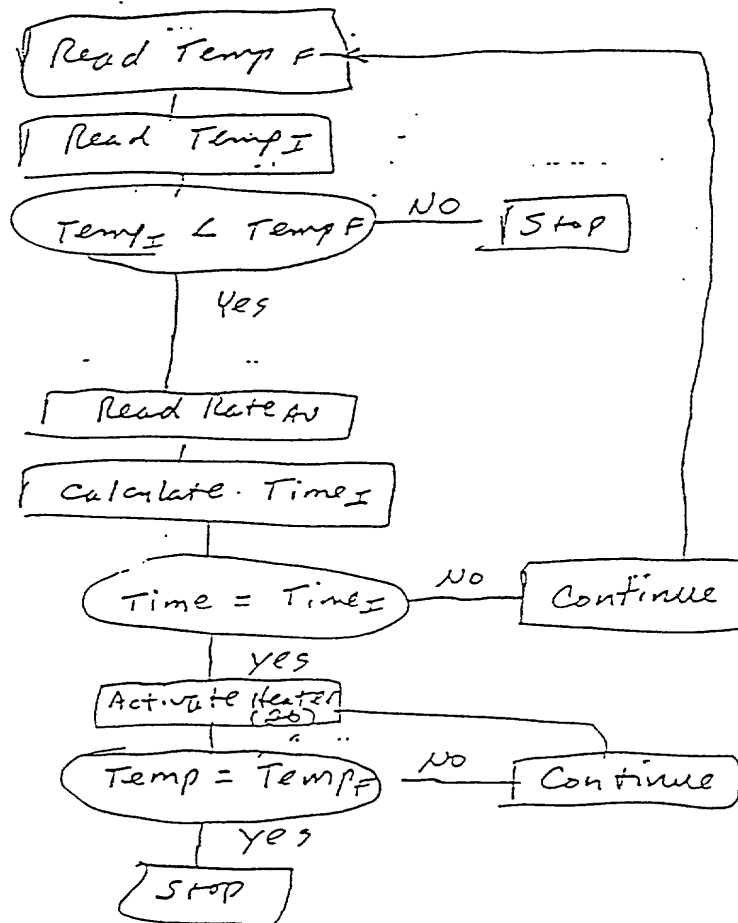 Read Temp F
Read Temp I
Temp I < Temp F
NO
Stop
Yes
Read Rate AV
Calculate. Time I
Time = Time I
NO
Continue
yes
Activate Heater
(26)
Temp = Temp F
NO
Continue
yes
Stop